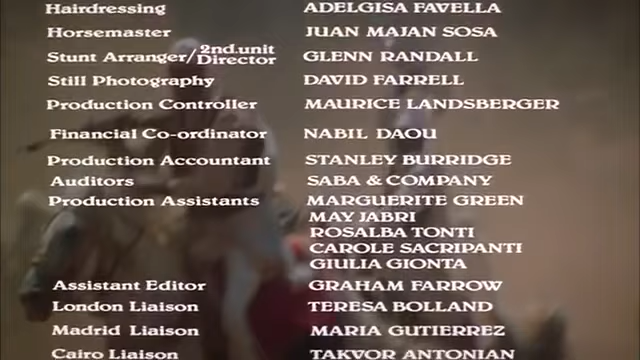 Hairdressing ADELGISA FAVELLA
Horsemaster JUAN MAJAN SOSA
Stunt Arranger/2nd.unit Director GLENN RANDALL
Still Photography DAVID FARRELL
Production Controller MAURICE LANDSBERGER
Financial Co-ordinator NABIL DAOU
Production Accountant STANLEY BURRIDGE
Auditors SABA & COMPANY
Production Assistants MARGUERITE GREEN
MAY JABRI
ROSALBA TONTI
CAROLE SACRIPANTI
GIULIA GIONTA
Assistant Editor GRAHAM FARROW
London Liaison TERESA BOLLAND
Madrid Liaison MARIA GUTIERREZ
Cairo Liaison TAKVOR ANTONIAN